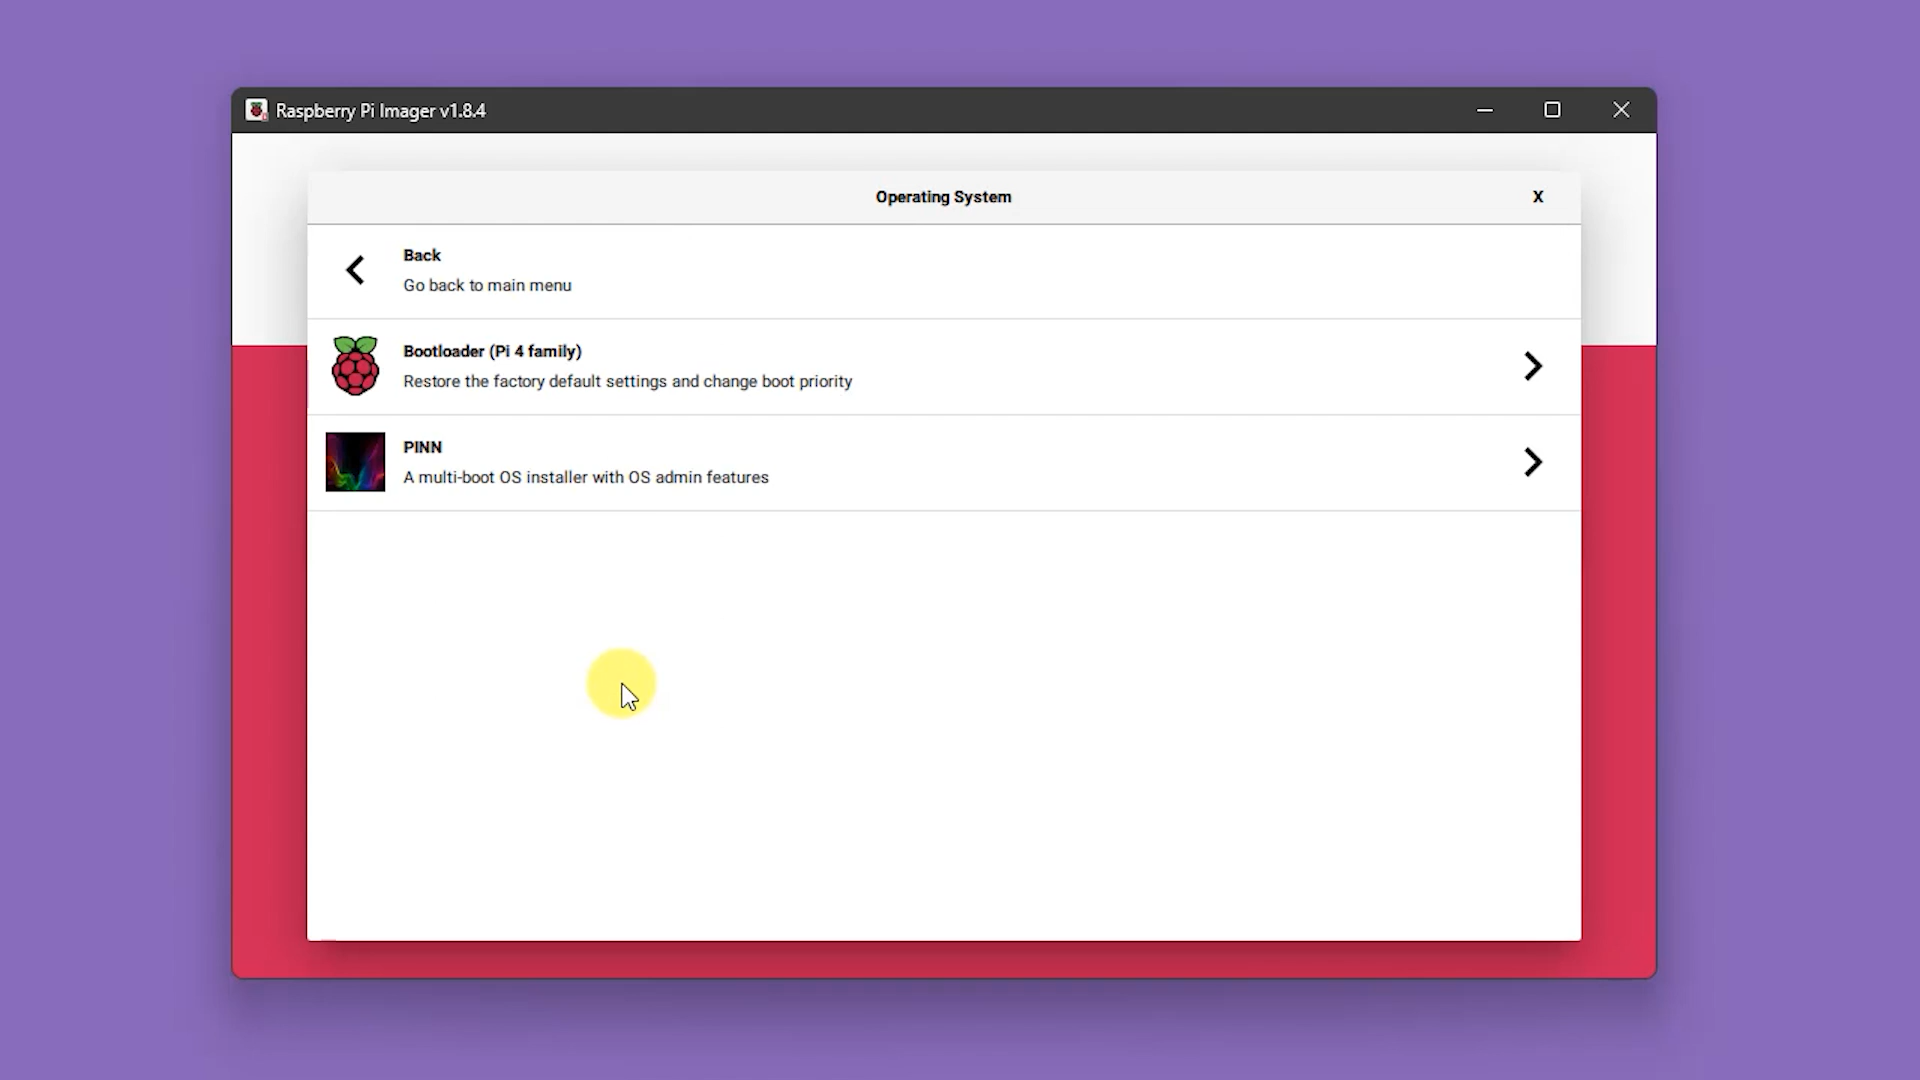 Raspberry Pi Imager v1.8.4
Operating System X
Back
Go back to main menu
Bootloader (Pi 4 family)
Restore the factory default settings and change boot priority
PINN
A multi-boot OS installer with OS admin features